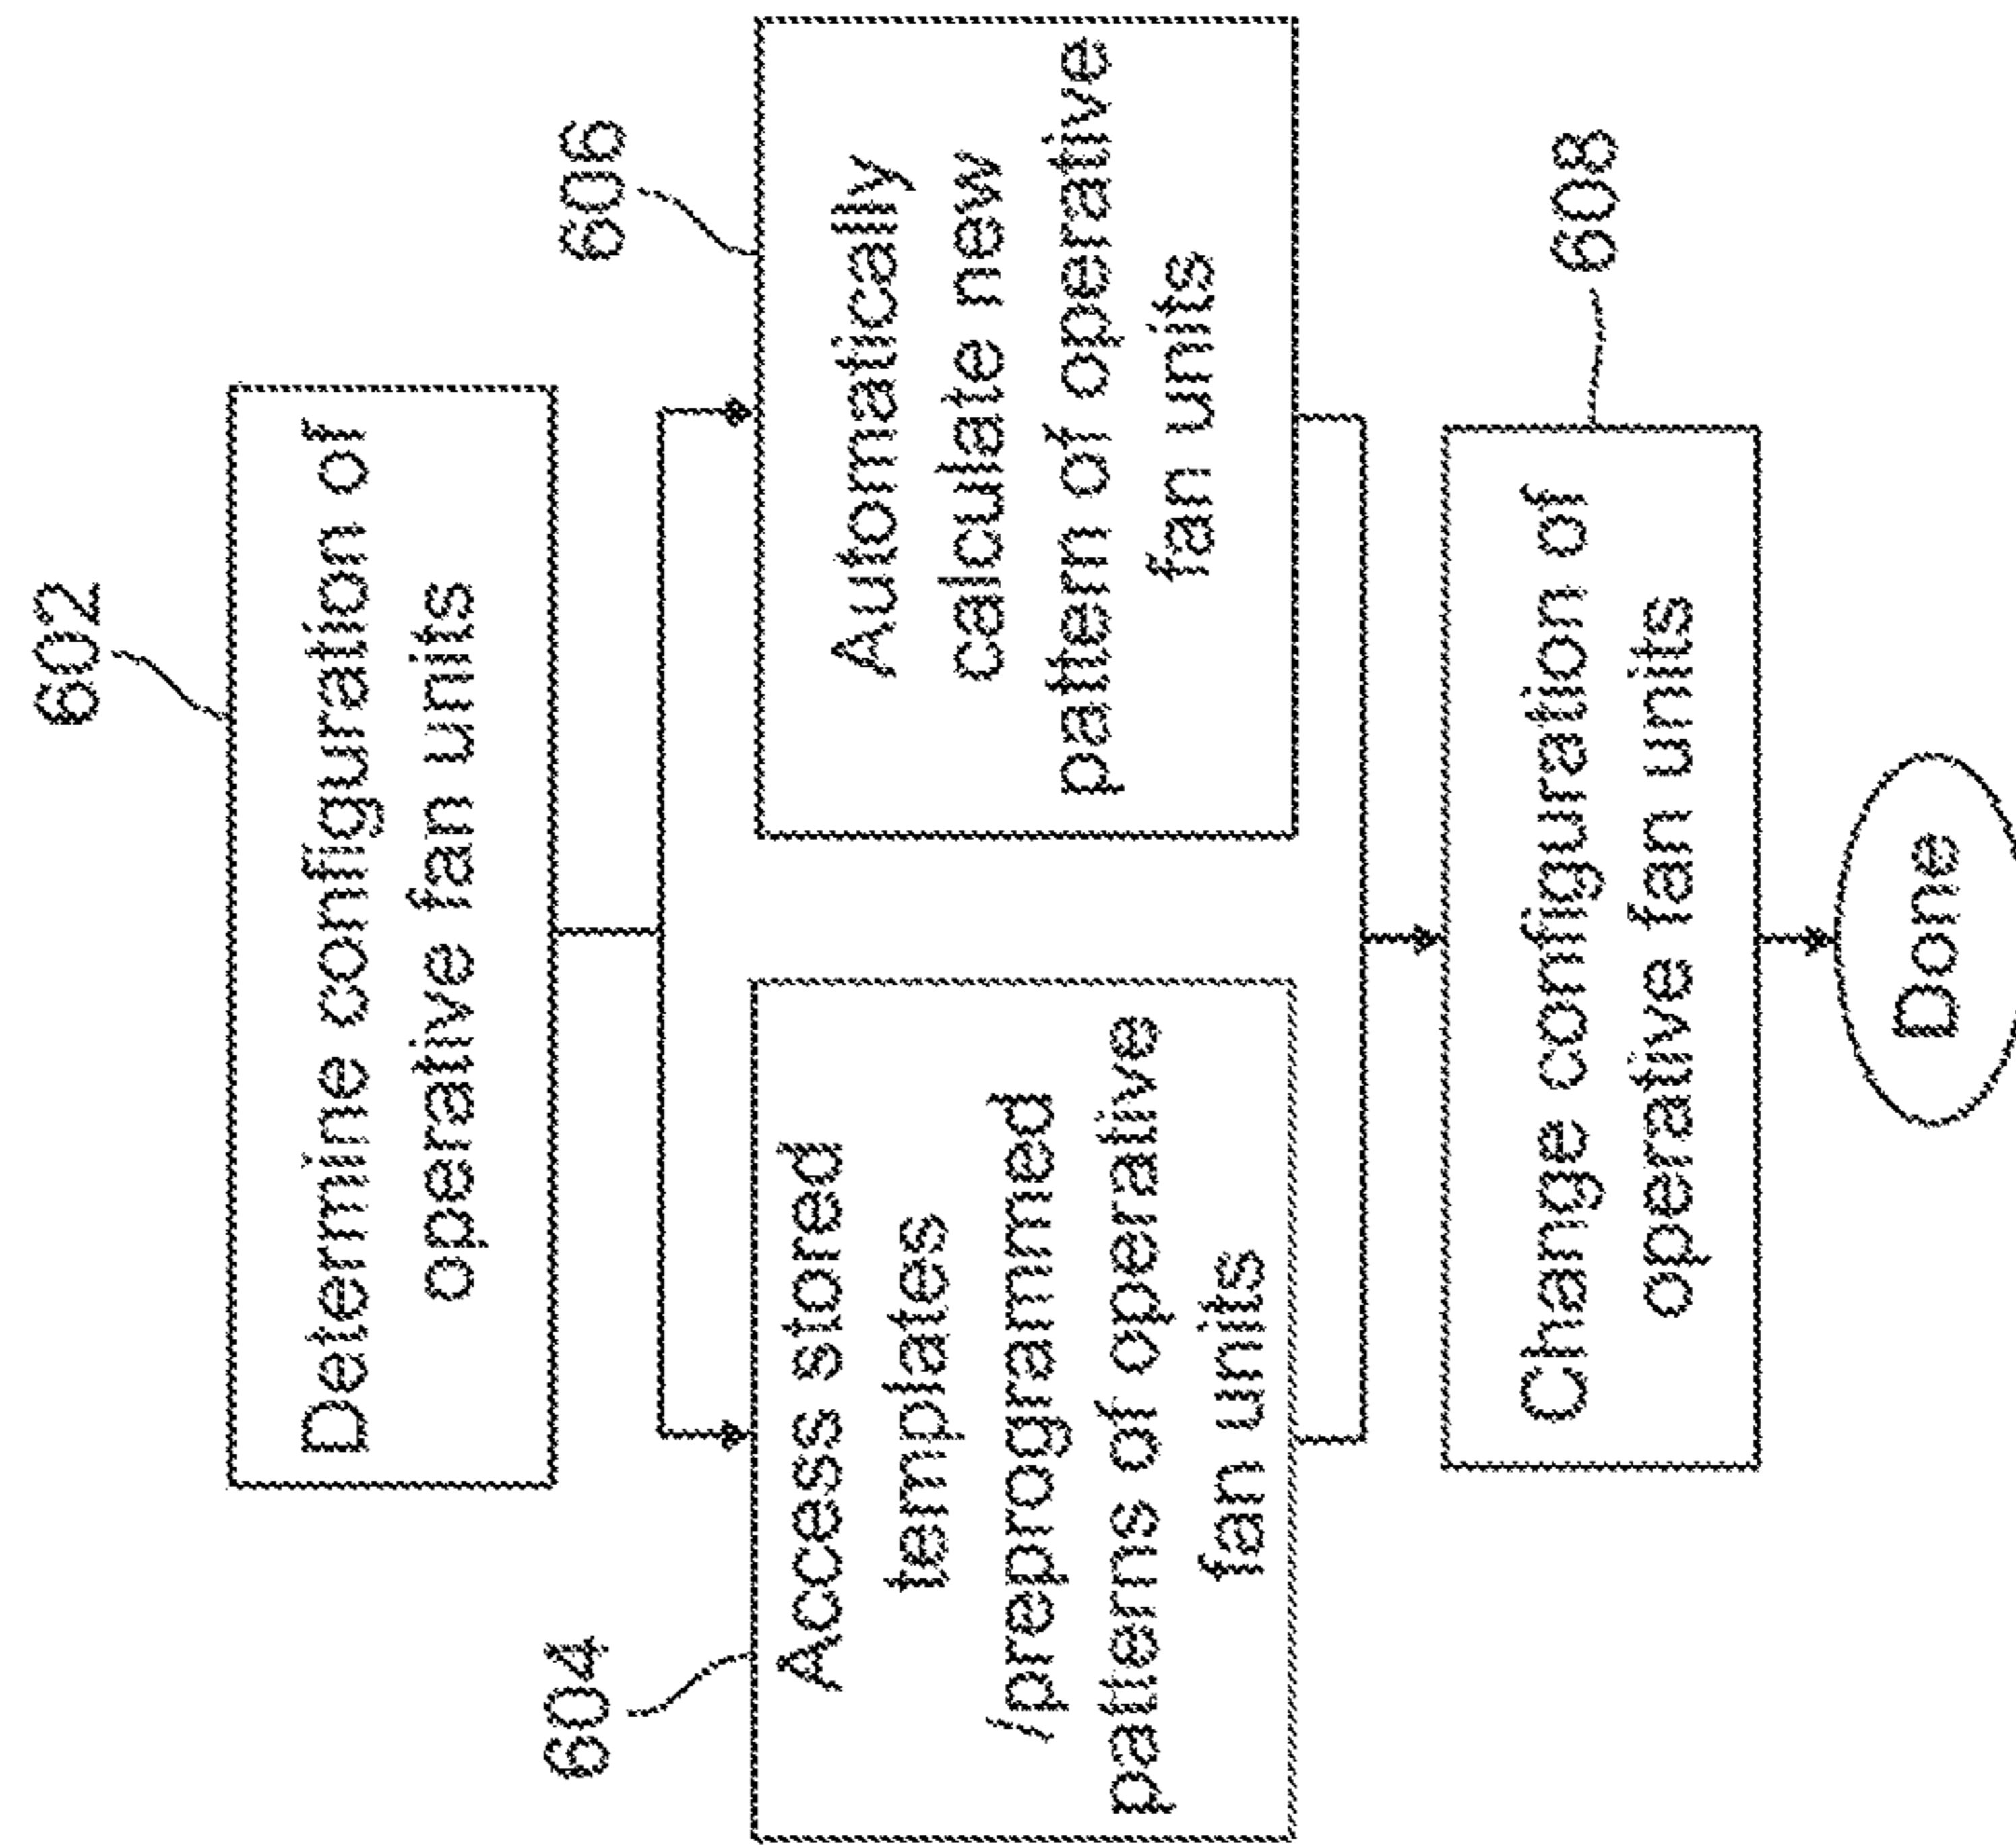 602
Determine configuration of
operative fan units
604
Access stored
templates
/preprogrammed
patterns of operative
fan units
606
Automatically
calculate new
pattern of operative
fan units
608
Change configuration of
operative fan units
Done